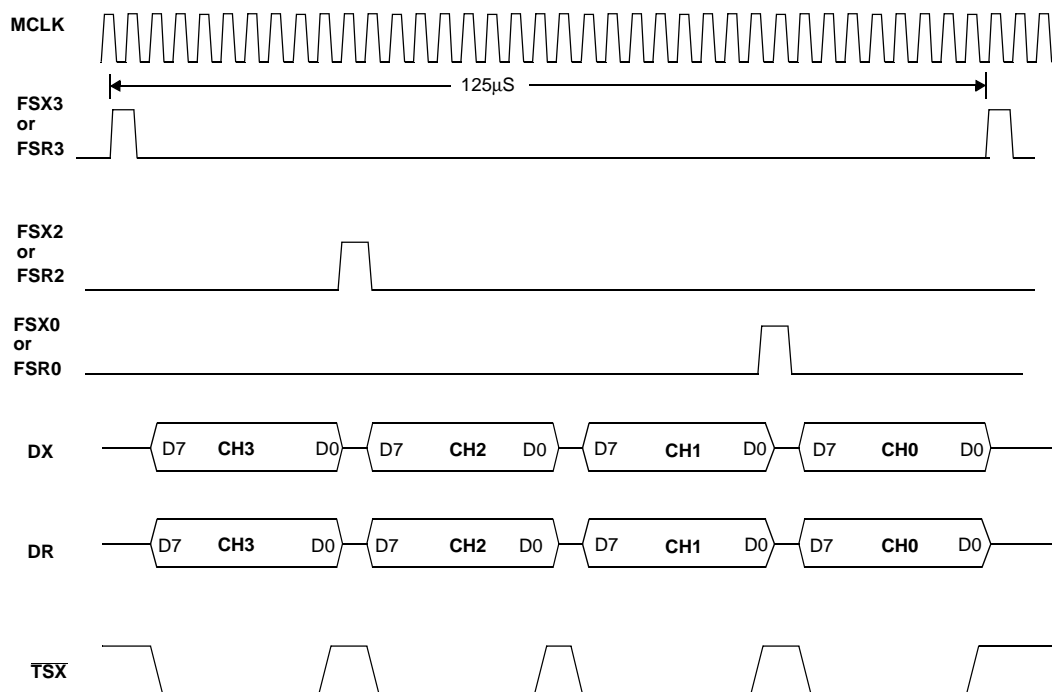 MCLK
125μS
FSX3
or
FSR3
FSX2
or
FSR2
FSX0
or
FSR0
DX D7 CH3 D0 D7 CH2 D0 D7 CH1 D0 D7 CH0 D0
DR D7 CH3 D0 D7 CH2 D0 D7 CH1 D0 D7 CH0 D0
T̅S̅X̅